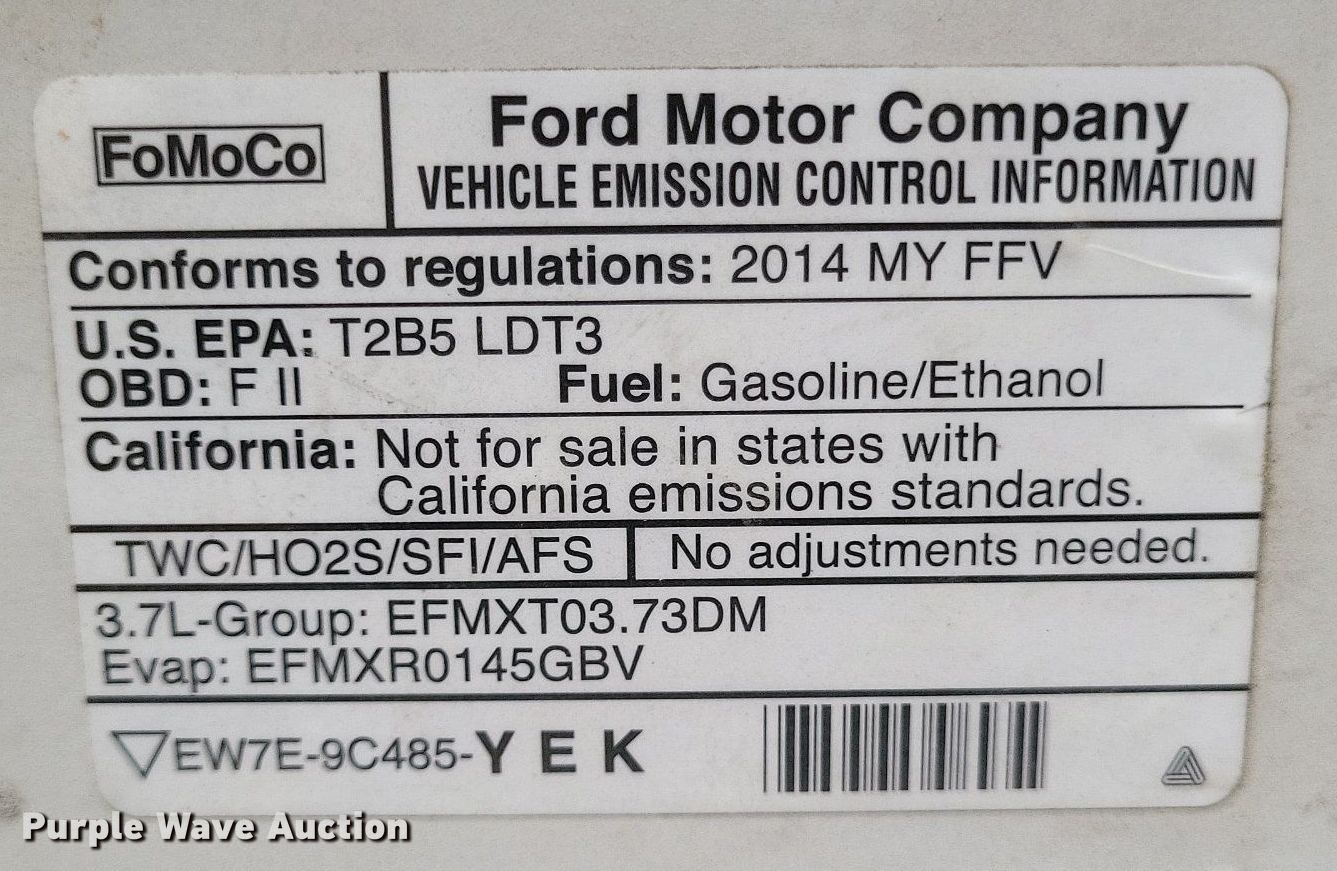 FoMoCo
Ford Motor Company
VEHICLE EMISSION CONTROL INFORMATION
Conforms to regulations: 2014 MY FFV
U.S. EPA: T2B5 LDT3
OBD: F II Fuel: Gasoline/Ethanol
California: Not for sale in states with
California emissions standards.
TWC/HO2S/SFI/AFS No adjustments needed.
3.7L-Group: EFMXT03.73DM
Evap: EFMXR0145GBV
EW7E-9C485-Y E K
Purple Wave Auction